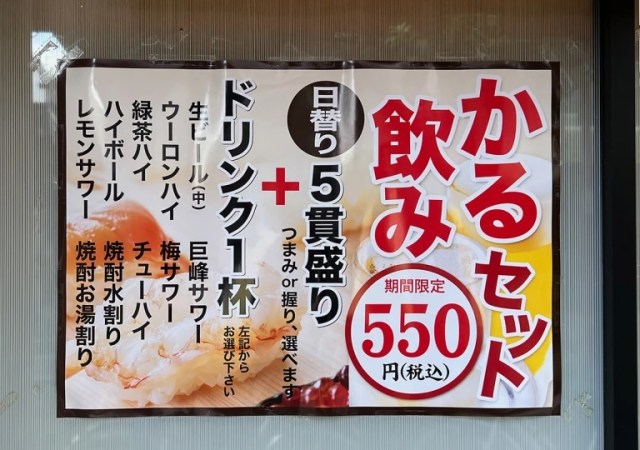 かる飲みセット
期間限定
550
円(税込)
日替り
5貫盛り
つまみor握り、選べます
+
ドリンク1杯
左記から
お選び下さい
生ビール(中)
ウーロンハイ
緑茶ハイ
ハイボール
レモンサワー
巨峰サワー
梅サワー
チューハイ
焼酎水割り
焼酎お湯割り